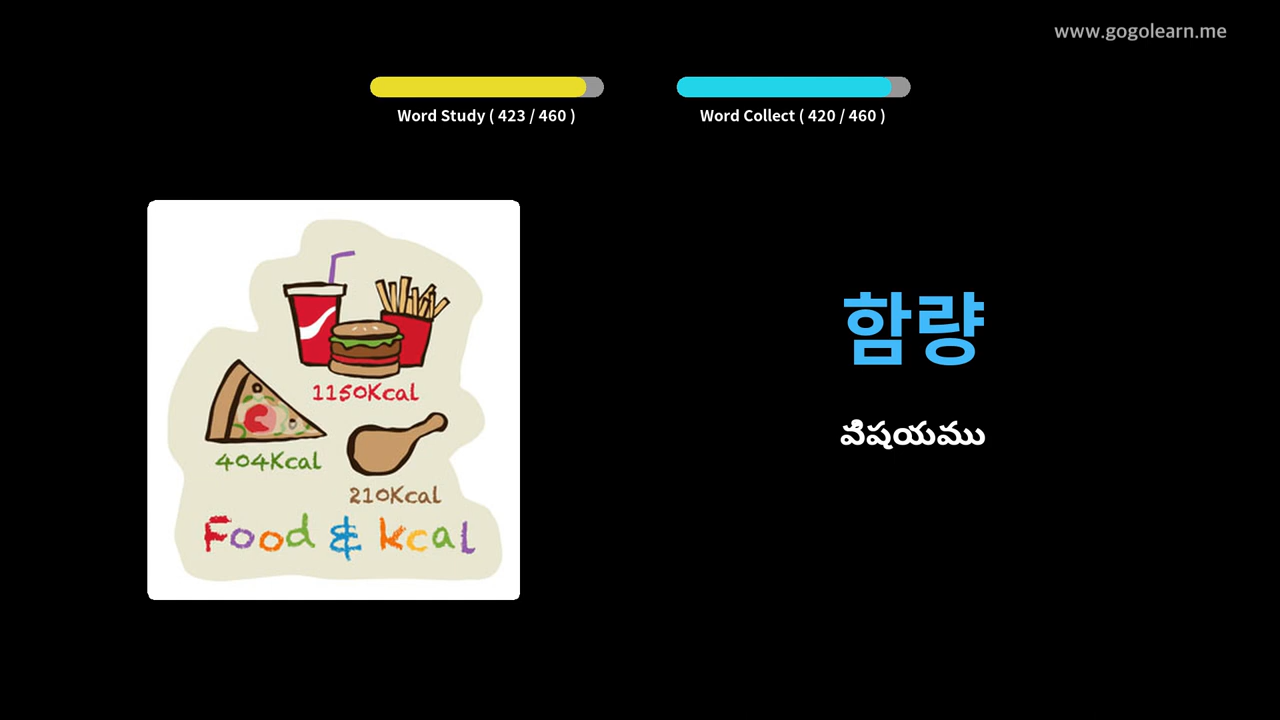 www.gogolearn.me
Word Study ( 423 / 460 )
Word Collect ( 420 / 460 )
1150Kcal
404Kcal
210Kcal
Food & kcal
함량
విషయము